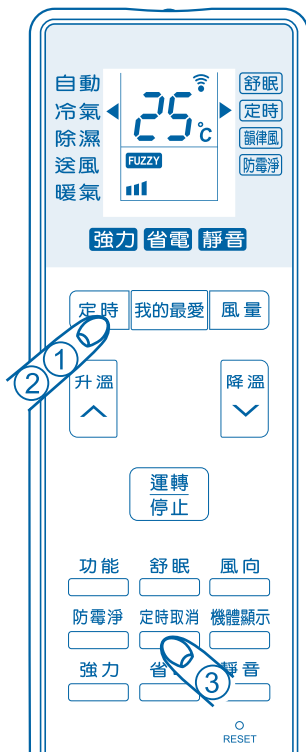 自動
冷氣
除濕
送風
暖氣
25℃
FUZZY
舒眠
定時
韻律風
防霉淨
強力 省電 靜音
定時 我的最愛 風量
①
②
升溫 降溫
運轉
停止
功能 舒眠 風向
防霉淨 定時取消 機體顯示
強力 省 靜音
③
RESET